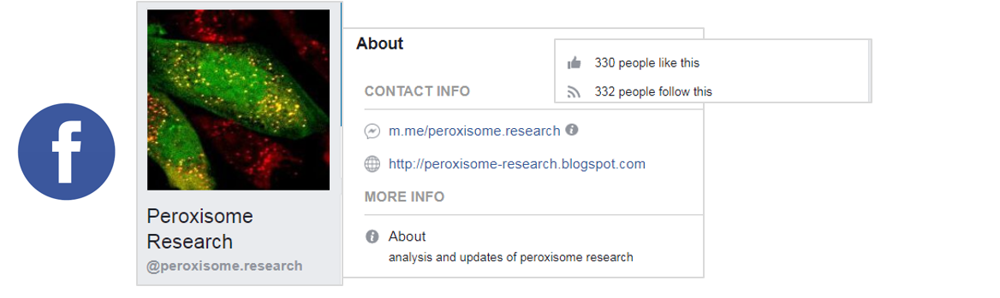 f
Peroxisome
Research
@peroxisome.research
About
330 people like this
332 people follow this
CONTACT INFO
m.me/peroxisome.research
http://peroxisome-research.blogspot.com
MORE INFO
About
analysis and updates of peroxisome research